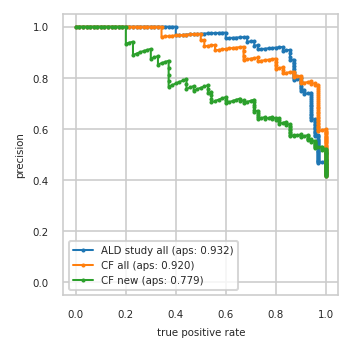 1.0
0.8
0.6
0.4
0.2
0.0
precision
ALD study all (aps: 0.932)
CF all (aps: 0.920)
CF new (aps: 0.779)
0.0 0.2 0.4 0.6 0.8 1.0
true positive rate